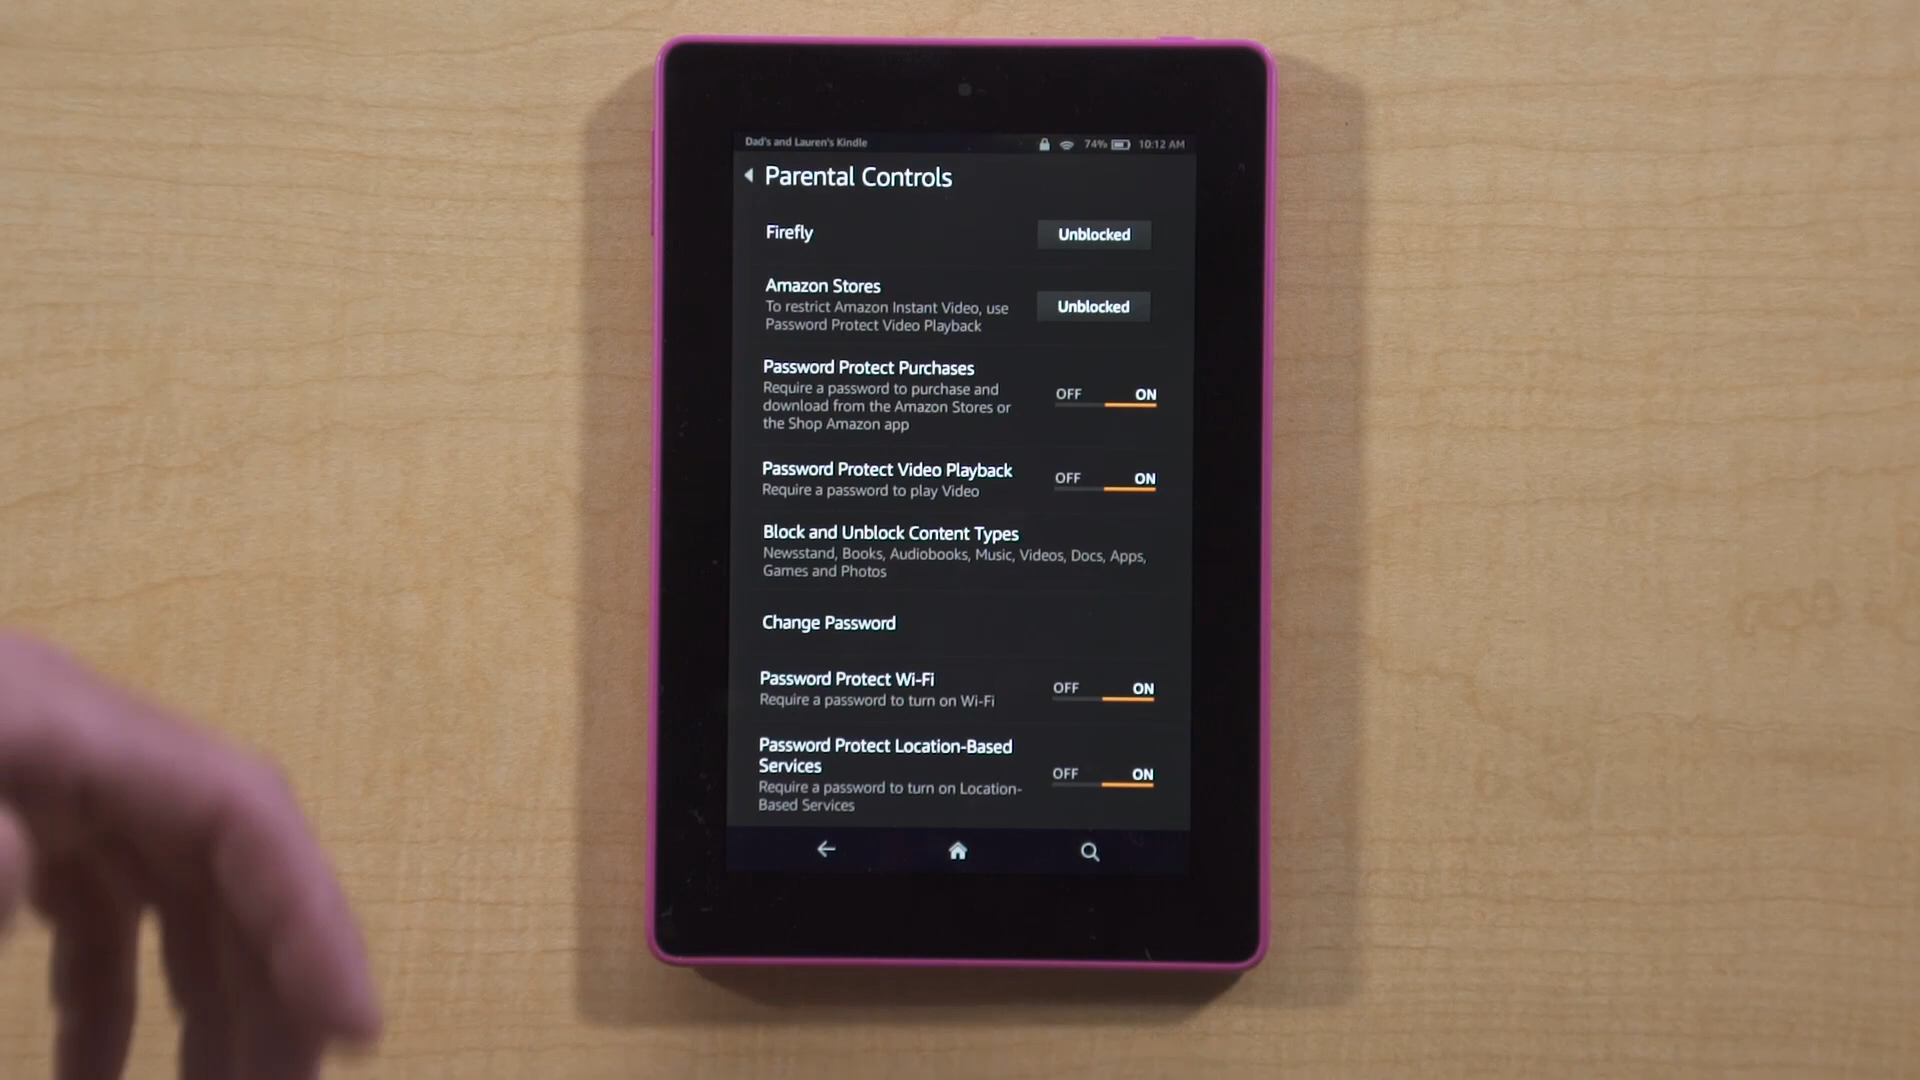 Dad's and Lauren's Kindle 74% 10:12 AM
Parental Controls
Firefly Unblocked
Amazon Stores
To restrict Amazon Instant Video, use
Password Protect Video Playback
Unblocked
Password Protect Purchases
Require a password to purchase and
download from the Amazon Stores or
the Shop Amazon app
OFF ON
Password Protect Video Playback
Require a password to play Video
OFF ON
Block and Unblock Content Types
Newsstand, Books, Audiobooks, Music, Videos, Docs, Apps,
Games and Photos
Change Password
Password Protect Wi-Fi
Require a password to turn on Wi-Fi
OFF ON
Password Protect Location-Based
Services
Require a password to turn on Location-
Based Services
OFF ON